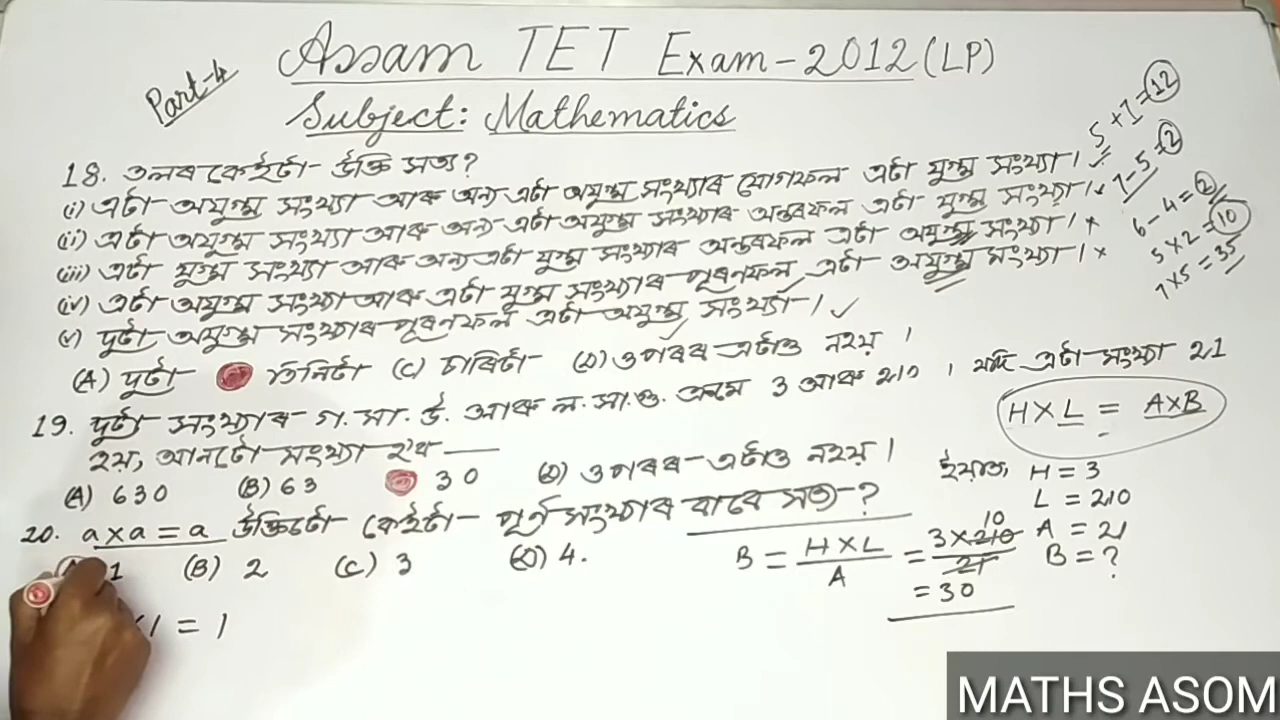 Assam TET Exam-2012 (LP)
Part-4
Subject: Mathematics
18. তলৰ কেইটা উক্তি সত্য?
(i) এটা অযুগ্ম সংখ্যা আৰু অন্য এটা অযুগ্ম সংখ্যাৰ যোগফল এটা যুগ্ম সংখ্যা। ✓
(ii) এটা অযুগ্ম সংখ্যা আৰু অন্য এটা অযুগ্ম সংখ্যাৰ অন্তৰফল এটা যুগ্ম সংখ্যা। ✓
(iii) এটা যুগ্ম সংখ্যা আৰু অন্য এটা যুগ্ম সংখ্যাৰ অন্তৰফল এটা অযুগ্ম সংখ্যা। ×
(iv) এটা অযুগ্ম সংখ্যা আৰু এটা যুগ্ম সংখ্যাৰ পূৰণফল এটা অযুগ্ম সংখ্যা। ×
(v) দুটা অযুগ্ম সংখ্যাৰ পূৰণফল এটা অযুগ্ম সংখ্যা। ✓
(A) দুটা তিনিটা (C) চাৰিটা (D) ওপৰৰ এটাও নহয়।
5 + 7 = 12
7 - 5 = 2
6 - 4 = 2
5 × 2 = 10
7 × 5 = 35
19. দুটা সংখ্যাৰ গ.সা.উ. আৰু ল.সা.গু. ক্ৰমে 3 আৰু 210। যদি এটা সংখ্যা 21
হয়, আনটো সংখ্যা হ'ব —
(A) 630 (B) 63 30 (D) ওপৰৰ এটাও নহয়।
H × L = A × B
ইয়াত, H = 3
L = 210
A = 21
B = ?
B = H × L / A = 3 × 210 / 21 10
= 30
20. a × a = a উক্তিটো কেইটা পূৰ্ণ সংখ্যাৰ বাবে সত্য?
1 (B) 2 (C) 3 (D) 4.
1 = 1
MATHS ASOM